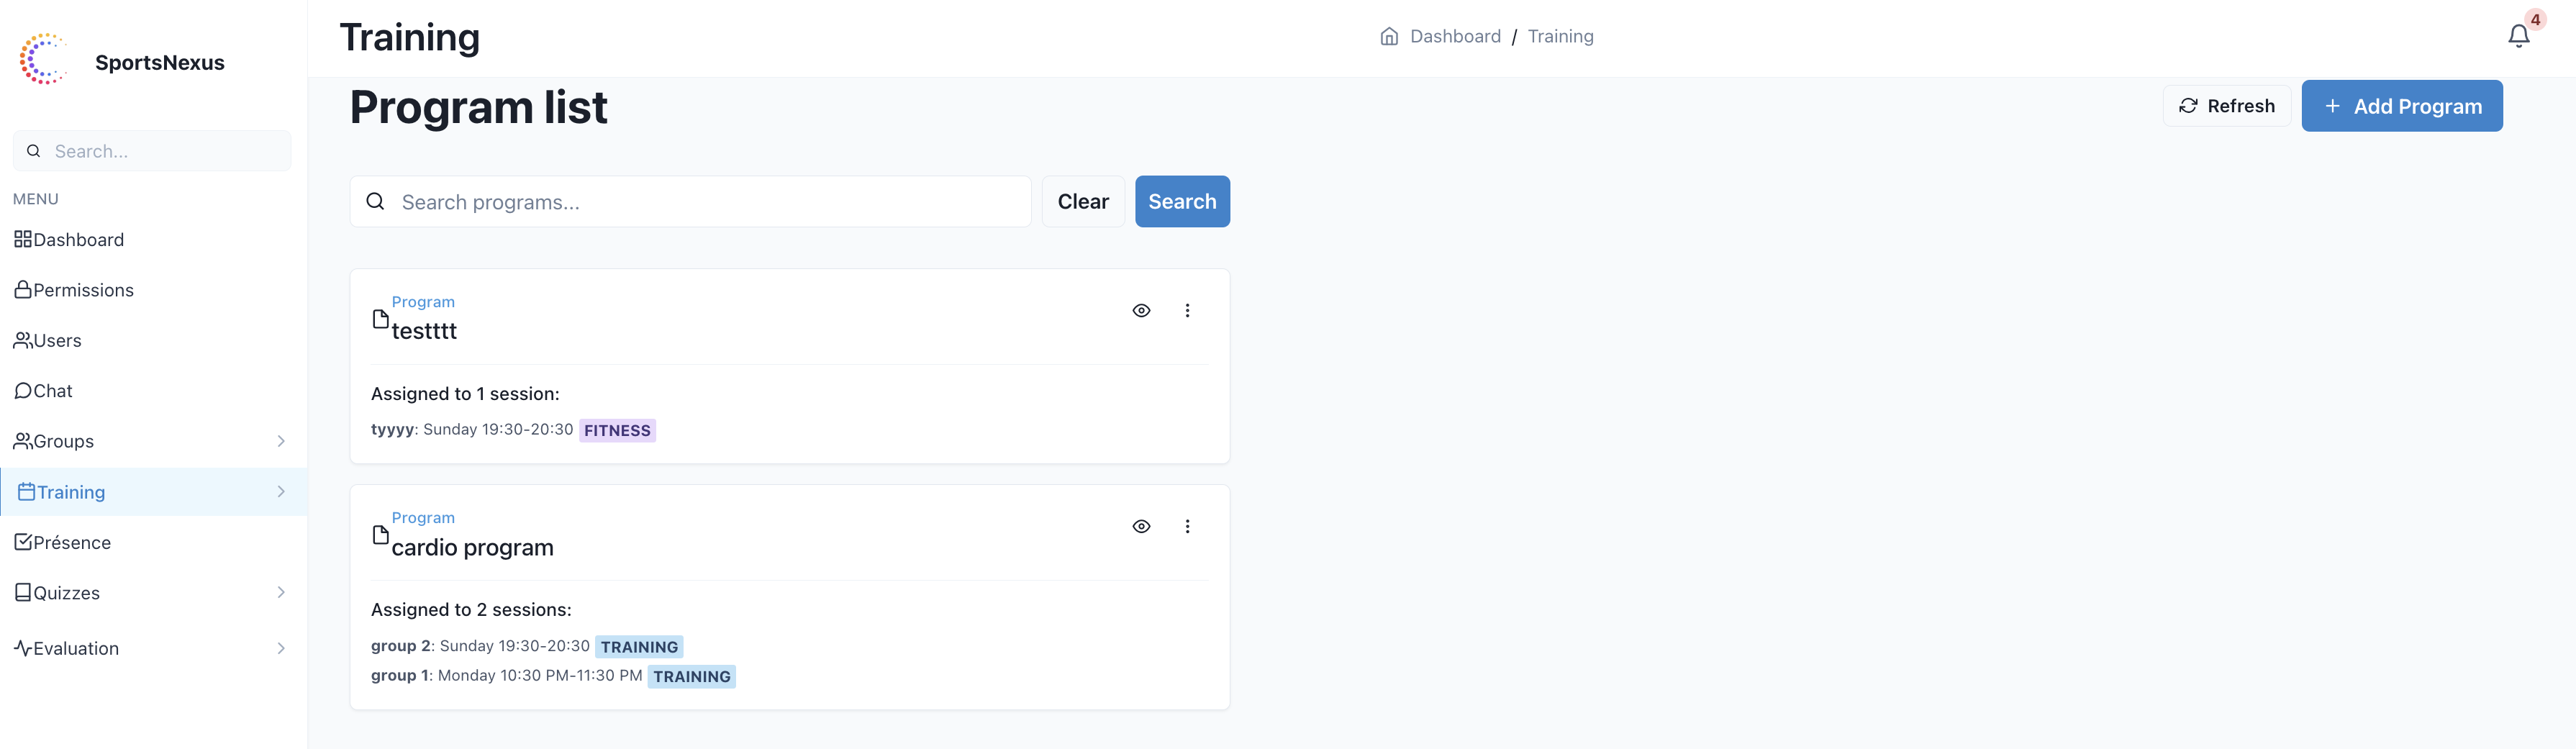 SportsNexus
Search...
MENU
Dashboard
Permissions
Users
Chat
Groups
Training
Présence
Quizzes
Evaluation
Training
Dashboard / Training
4
Program list
Refresh
+ Add Program
Search programs...
Clear
Search
Program
testttt
Assigned to 1 session:
tyyyy: Sunday 19:30-20:30 FITNESS
Program
cardio program
Assigned to 2 sessions:
group 2: Sunday 19:30-20:30 TRAINING
group 1: Monday 10:30 PM-11:30 PM TRAINING